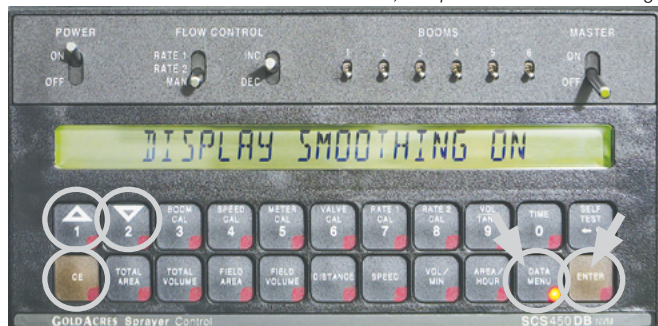 POWER FLOW CONTROL BOOMS MASTER
ON RATE 1 INC 1 2 3 4 5 6 ON
RATE 2
OFF MAN DEC OFF
DISPLAY SMOOTHING ON
1 2 BOOM CAL 3 SPEED CAL 4 METER CAL 5 VALVE CAL 6 RATE 1 CAL 7 RATE 2 CAL 8 VOL TANK 9 TIME 0 SELF TEST
CE TOTAL AREA TOTAL VOLUME FIELD AREA FIELD VOLUME DISTANCE SPEED VOL/MIN AREA/HOUR DATA MENU ENTER
GOLDACRES Sprayer Control SCS450DB NVM